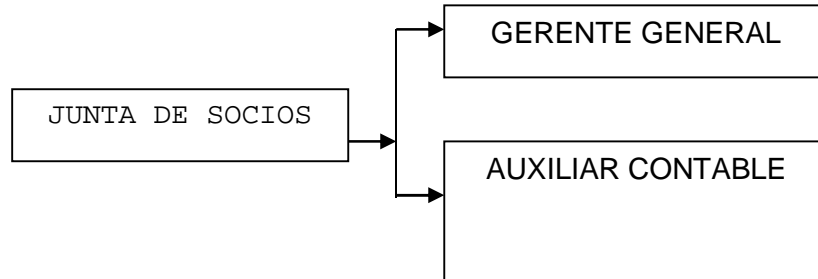 GERENTE GENERAL
JUNTA DE SOCIOS
AUXILIAR CONTABLE